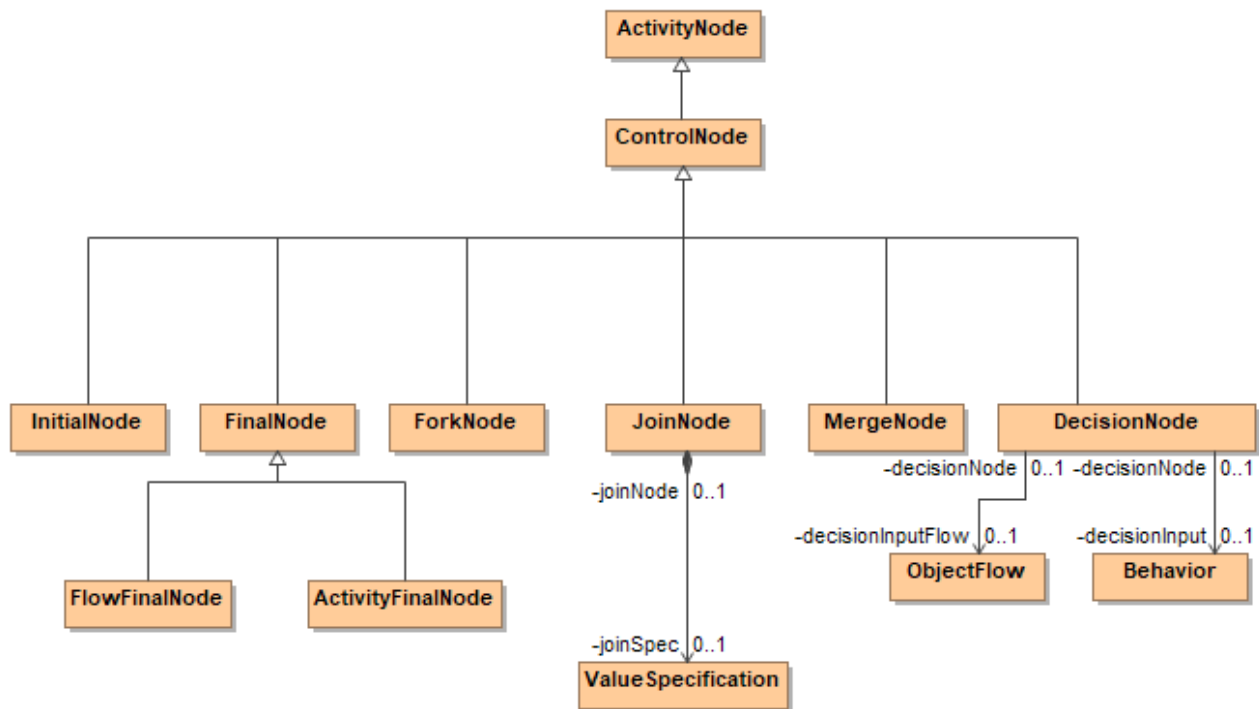 ActivityNode
ControlNode
InitialNode
FinalNode
ForkNode
JoinNode
MergeNode
DecisionNode
-joinNode 0..1
-decisionNode 0..1
-decisionNode 0..1
-decisionInputFlow 0..1
-decisionInput 0..1
ObjectFlow
Behavior
FlowFinalNode
ActivityFinalNode
-joinSpec 0..1
ValueSpecification